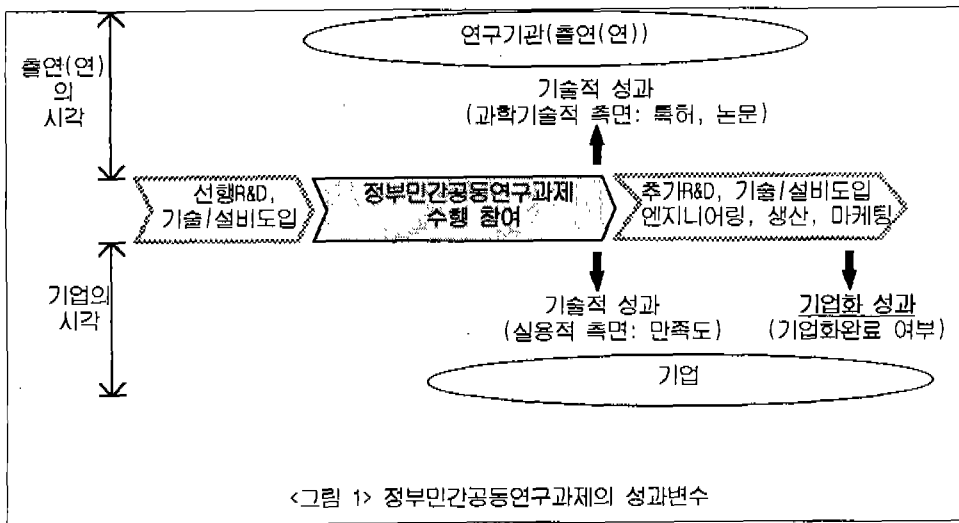 연구기관(출연(연))
출연(연)
의
시각
기술적 성과
(과학기술적 측면: 특허, 논문)
선행R&D,
기술/설비도입
정부민간공동연구과제
수행 참여
추가R&D, 기술/설비도입
엔지니어링, 생산, 마케팅
기업의
시각
기술적 성과
(실용적 측면: 만족도)
기업화 성과
(기업화완료 여부)
기업
<그림 1> 정부민간공동연구과제의 성과변수